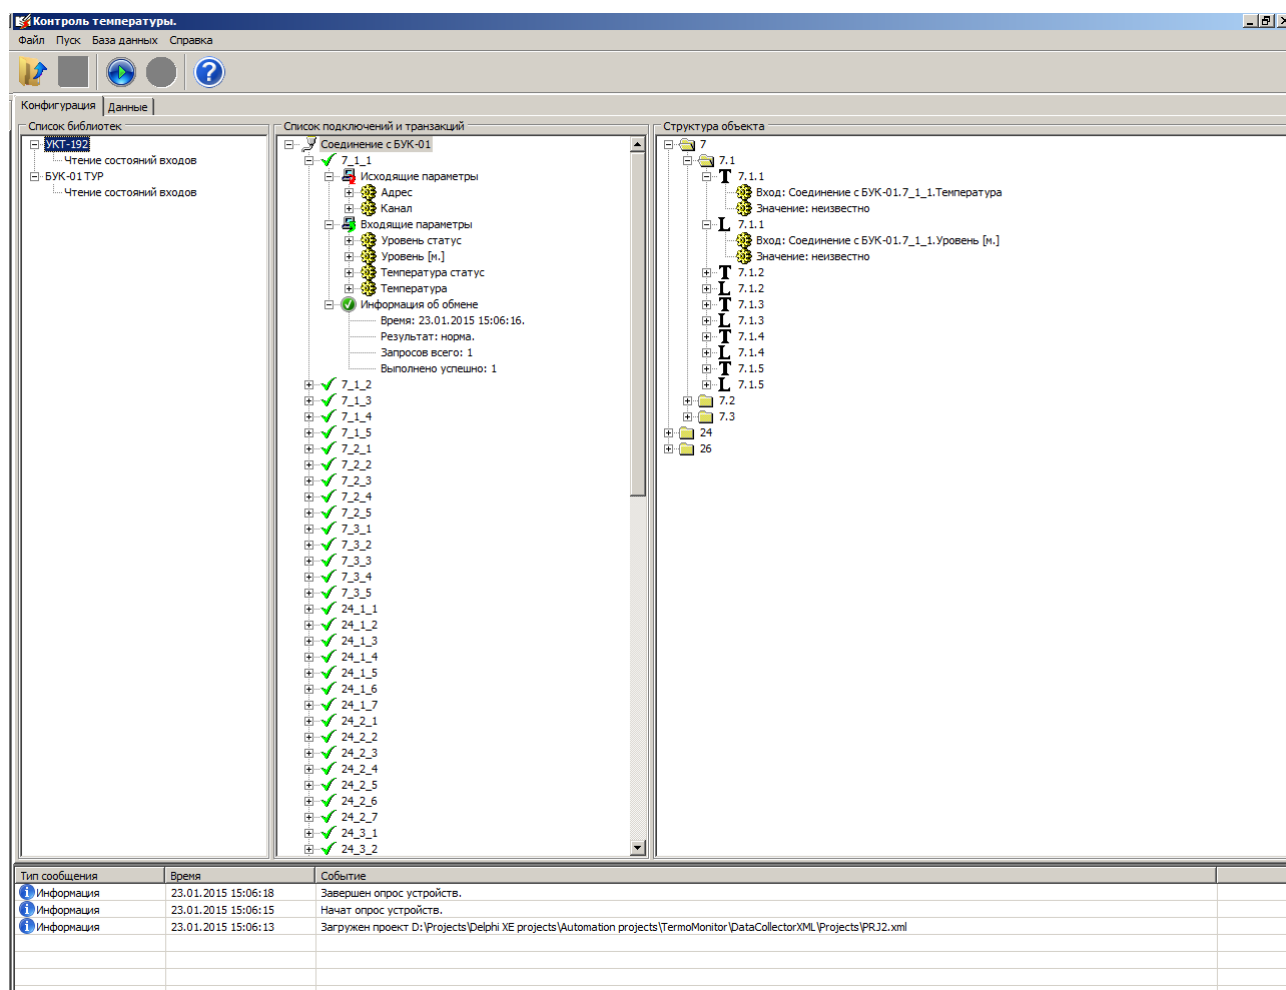 Контроль температуры.
Файл Пуск База данных Справка
Конфигурация Данные
Список библиотек
УКТ-192
Чтение состояний входов
БУК-01 ТУР
Чтение состояний входов
Список подключений и транзакций
Соединение с БУК-01
7_1_1
Исходящие параметры
Адрес
Канал
Входящие параметры
Уровень статус
Уровень [м.]
Температура статус
Температура
Информация об обмене
Время: 23.01.2015 15:06:16.
Результат: норма.
Запросов всего: 1
Выполнено успешно: 1
7_1_2
7_1_3
7_1_4
7_1_5
7_2_1
7_2_2
7_2_3
7_2_4
7_2_5
7_3_1
7_3_2
7_3_3
7_3_4
7_3_5
24_1_1
24_1_2
24_1_3
24_1_4
24_1_5
24_1_6
24_1_7
24_2_1
24_2_2
24_2_3
24_2_4
24_2_5
24_2_6
24_2_7
24_3_1
24_3_2
Структура объекта
7
7.1
T 7.1.1
Вход: Соединение с БУК-01.7_1_1.Температура
Значение: неизвестно
L 7.1.1
Вход: Соединение с БУК-01.7_1_1.Уровень [м.]
Значение: неизвестно
T 7.1.2
L 7.1.2
T 7.1.3
L 7.1.3
T 7.1.4
L 7.1.4
T 7.1.5
L 7.1.5
7.2
7.3
24
26
Тип сообщения Время Событие
Информация 23.01.2015 15:06:18 Завершен опрос устройств.
Информация 23.01.2015 15:06:15 Начат опрос устройств.
Информация 23.01.2015 15:06:13 Загружен проект D:\Projects\Delphi XE projects\Automation projects\TermoMonitor\DataCollectorXML\Projects\PRJ2.xml